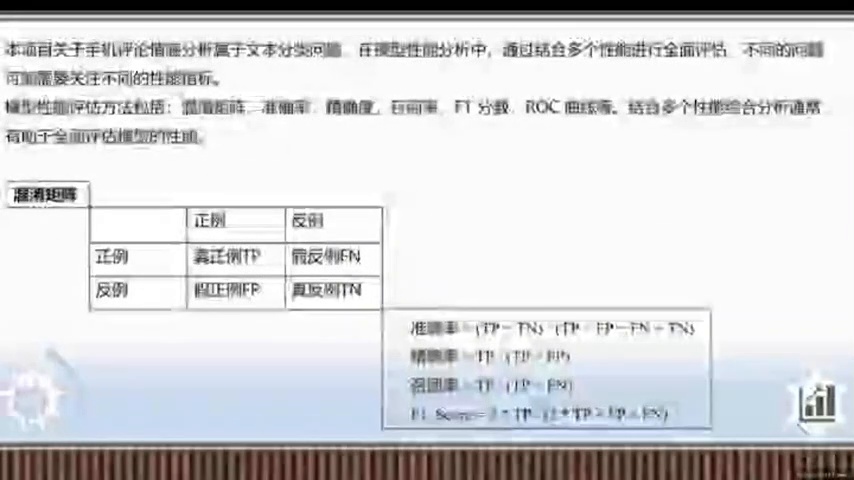 本项目关于手机评论情感分析属于文本分类问题，在模型性能分析中，通过结合多个性能进行全面评估，不同的问题
可能需要关注不同的性能指标。
模型性能评估方法包括：混淆矩阵、准确率、精确度、召回率、F1 分数、ROC 曲线等。结合多个性能综合分析通常
有助于全面评估模型的性能。
混淆矩阵
正例 反例
正例 真正例TP 假反例FN
反例 假正例FP 真反例TN
准确率 = (TP + TN) / (TP + FP + FN + TN)
精确率 = TP / (TP + FP)
召回率 = TP / (TP + FN)
F1 Score = 2 * TP / (2 * TP + FP + FN)